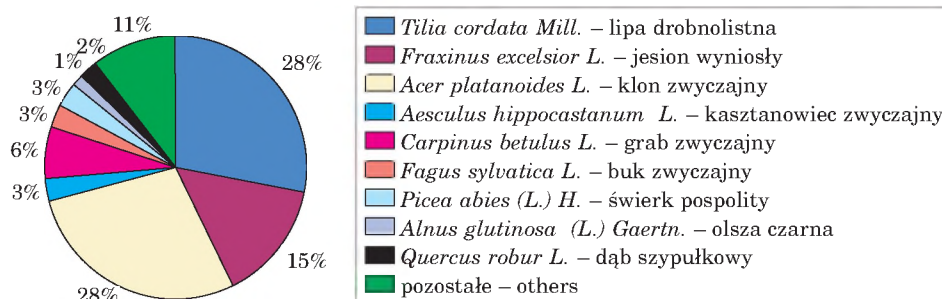 11%
2%
1%
3%
3%
6%
3%
28%
15%
28%
Tilia cordata Mill. – lipa drobnolistna
Fraxinus excelsior L. – jesion wyniosły
Acer platanoides L. – klon zwyczajny
Aesculus hippocastanum L. – kasztanowiec zwyczajny
Carpinus betulus L. – grab zwyczajny
Fagus sylvatica L. – buk zwyczajny
Picea abies (L.) H. – świerk pospolity
Alnus glutinosa (L.) Gaertn. – olsza czarna
Quercus robur L. – dąb szypułkowy
pozostałe – others